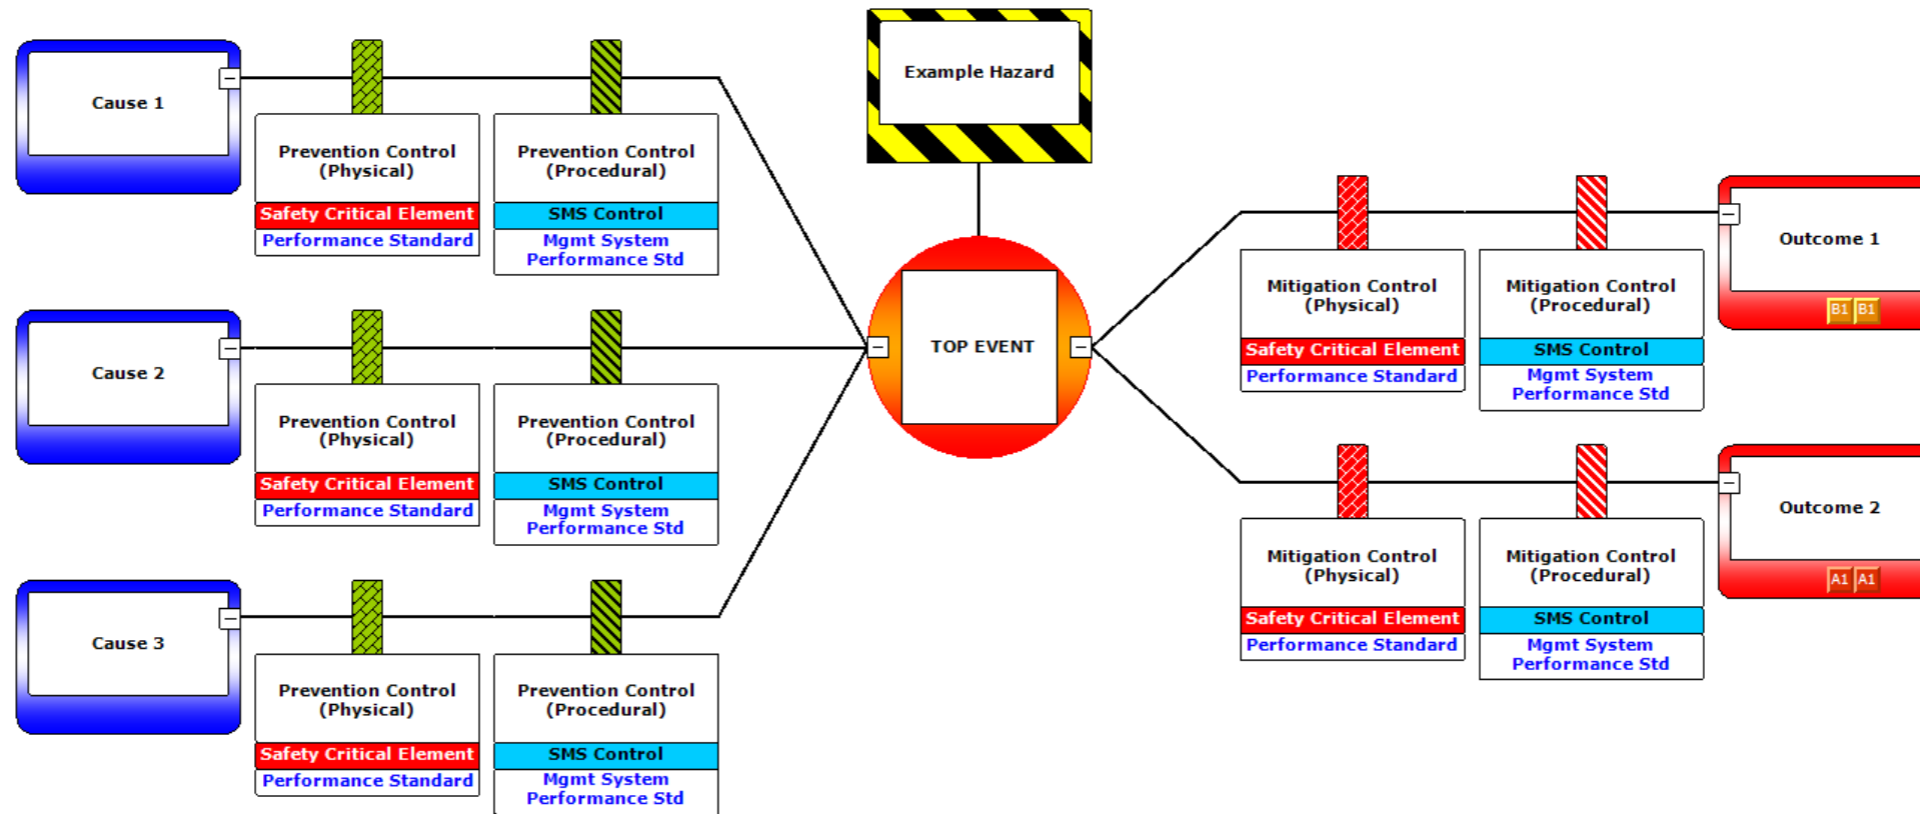 Example Hazard
Cause 1
Prevention Control
(Physical)
Safety Critical Element
Performance Standard
Prevention Control
(Procedural)
SMS Control
Mgmt System
Performance Std
Cause 2
Prevention Control
(Physical)
Safety Critical Element
Performance Standard
Prevention Control
(Procedural)
SMS Control
Mgmt System
Performance Std
Cause 3
Prevention Control
(Physical)
Safety Critical Element
Performance Standard
Prevention Control
(Procedural)
SMS Control
Mgmt System
Performance Std
TOP EVENT
Mitigation Control
(Physical)
Safety Critical Element
Performance Standard
Mitigation Control
(Procedural)
SMS Control
Mgmt System
Performance Std
Outcome 1
B1 B1
Mitigation Control
(Physical)
Safety Critical Element
Performance Standard
Mitigation Control
(Procedural)
SMS Control
Mgmt System
Performance Std
Outcome 2
A1 A1